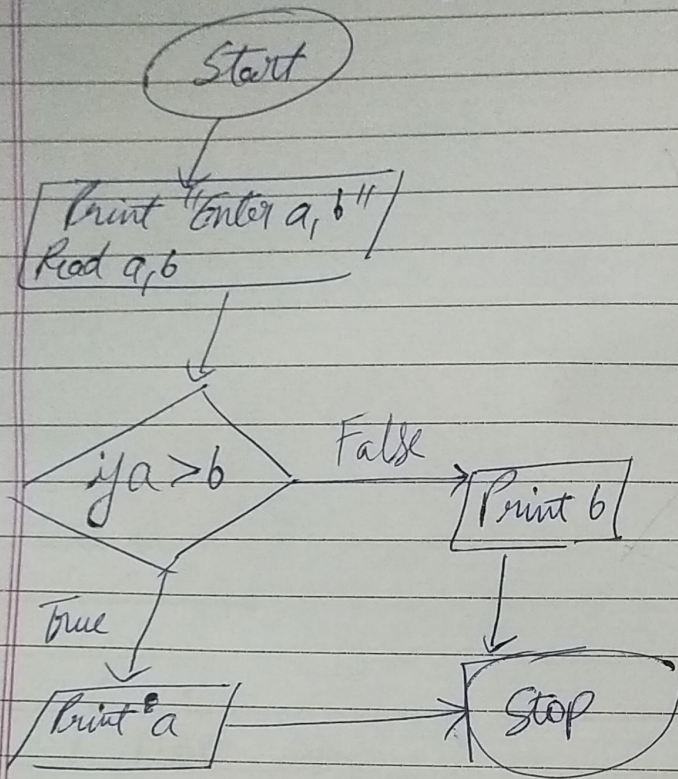 Start
Print "Enter a, b"
Read a,b
if a > b
False
Print b
True
Print a
Stop